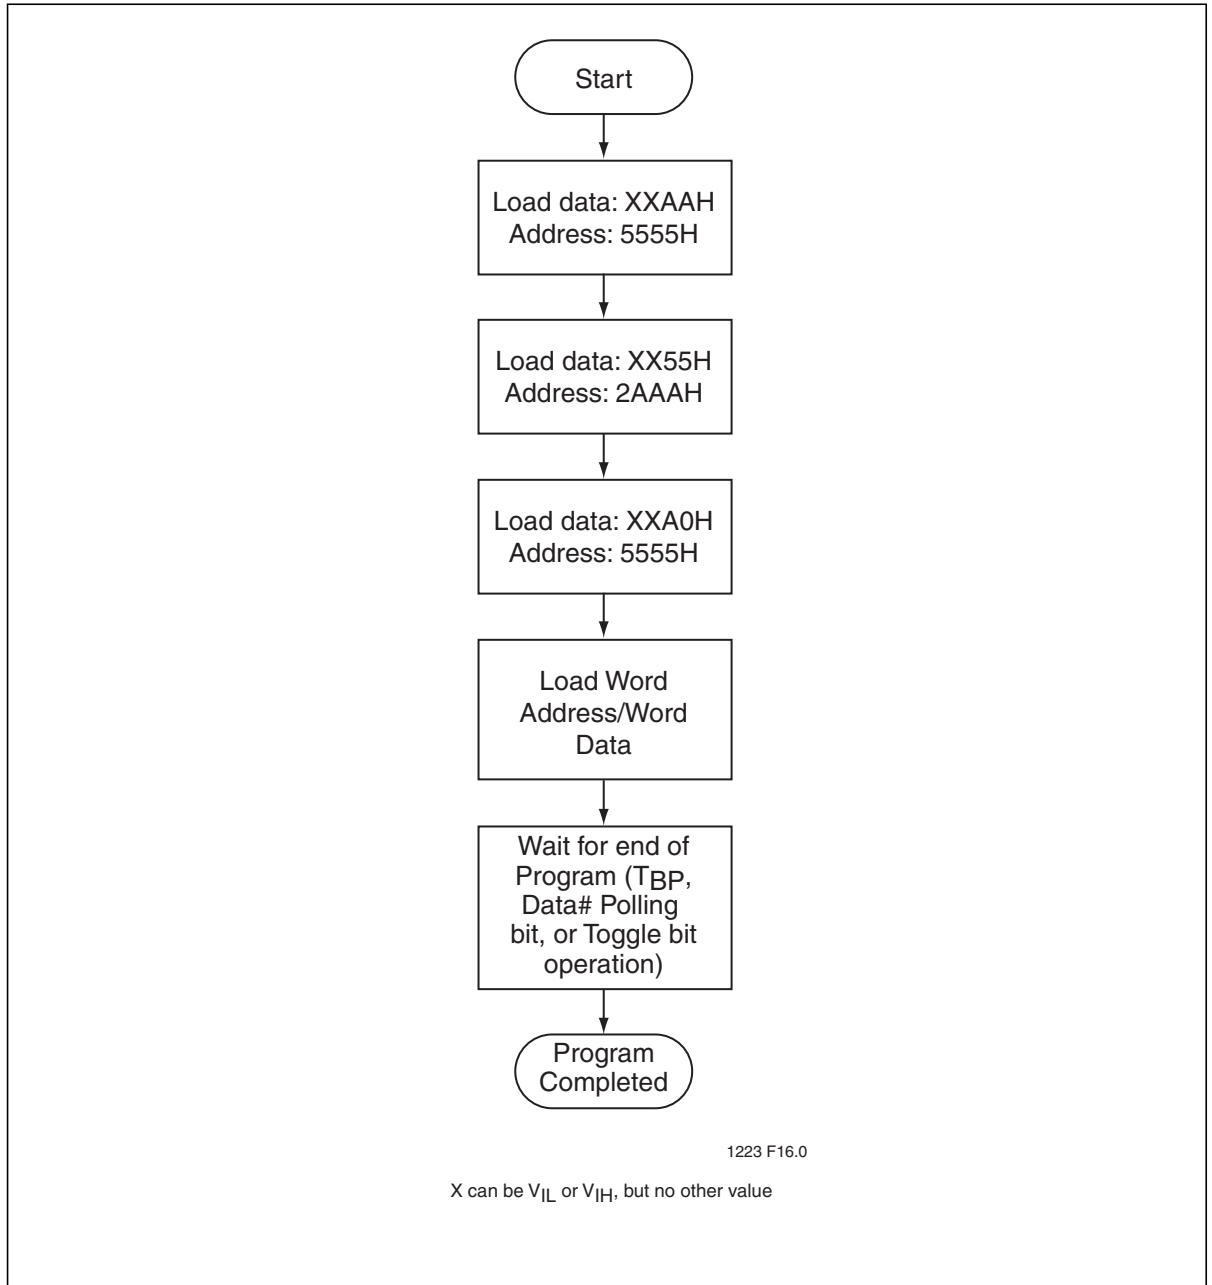 Start
Load data: XXAAH
Address: 5555H
Load data: XX55H
Address: 2AAAH
Load data: XXA0H
Address: 5555H
Load Word
Address/Word
Data
Wait for end of
Program (TBP,
Data# Polling
bit, or Toggle bit
operation)
Program
Completed
1223 F16.0
X can be VIL or VIH, but no other value